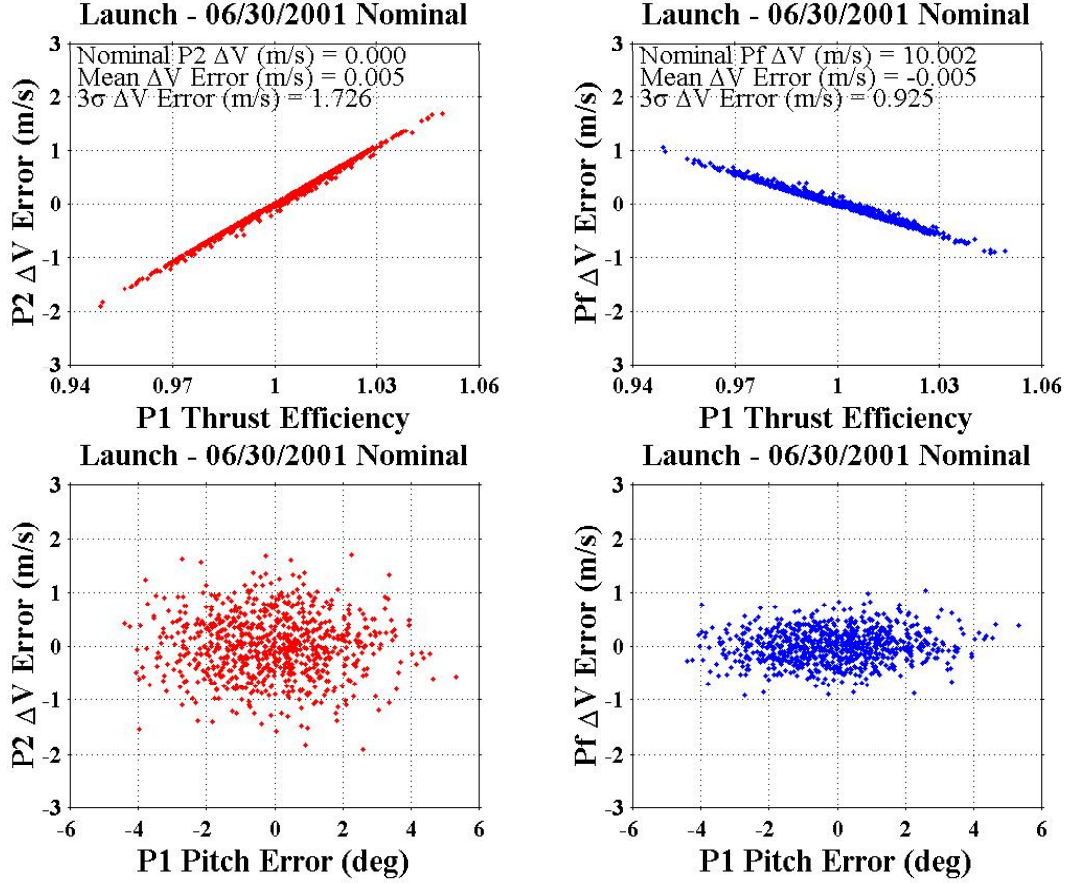 Launch - 06/30/2001 Nominal
Nominal P2 ΔV (m/s) = 0.000
Mean ΔV Error (m/s) = 0.005
3σ ΔV Error (m/s) = 1.726
P2 ΔV Error (m/s)
3
2
1
0
-1
-2
3
0.94 0.97 1 1.03 1.06
P1 Thrust Efficiency
Launch - 06/30/2001 Nominal
Nominal Pf ΔV (m/s) = 10.002
Mean ΔV Error (m/s) = -0.005
3σ ΔV Error (m/s) = 0.925
Pf ΔV Error (m/s)
3
2
1
0
-1
-2
3
0.94 0.97 1 1.03 1.06
P1 Thrust Efficiency
Launch - 06/30/2001 Nominal
P2 ΔV Error (m/s)
3
2
1
0
-1
-2
-3
-6 -4 -2 0 2 4 6
P1 Pitch Error (deg)
Launch - 06/30/2001 Nominal
Pf ΔV Error (m/s)
3
2
1
0
-1
-2
-3
-6 -4 -2 0 2 4 6
P1 Pitch Error (deg)